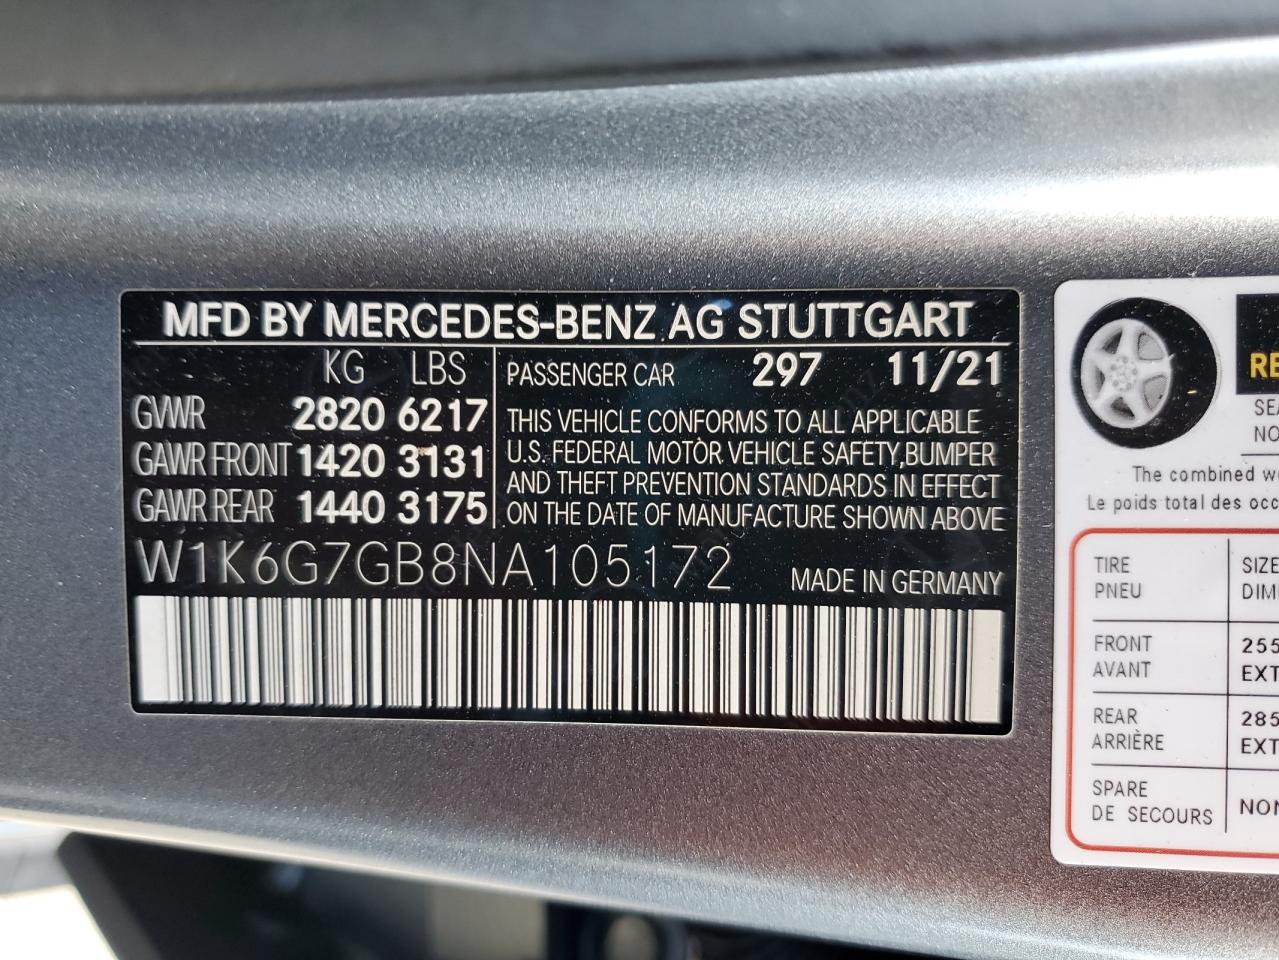 MFD BY MERCEDES-BENZ AG STUTTGART
KG LBS
GVWR 2820 6217
GAWR FRONT 1420 3131
GAWR REAR 1440 3175
PASSENGER CAR 297 11/21
THIS VEHICLE CONFORMS TO ALL APPLICABLE
U.S. FEDERAL MOTOR VEHICLE SAFETY, BUMPER
AND THEFT PREVENTION STANDARDS IN EFFECT
ON THE DATE OF MANUFACTURE SHOWN ABOVE
W1K6G7GB8NA105172
MADE IN GERMANY
The combined
Le poids total des
TIRE SIZE
PNEU
FRONT 255
AVANT
REAR 285
ARRIÈRE
SPARE
DE SECOURS